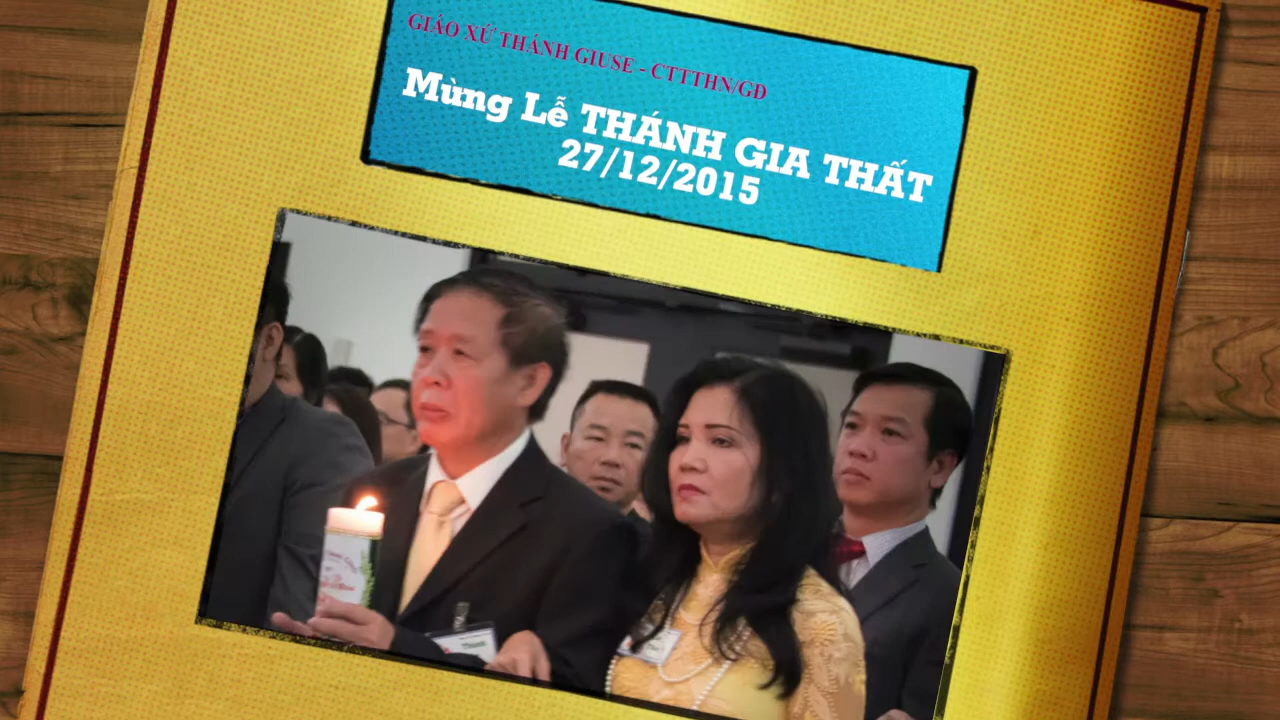 GIÁO XỨ THÁNH GIUSE - CTTTHN/GĐ
Mừng Lễ THÁNH GIA THẤT
27/12/2015